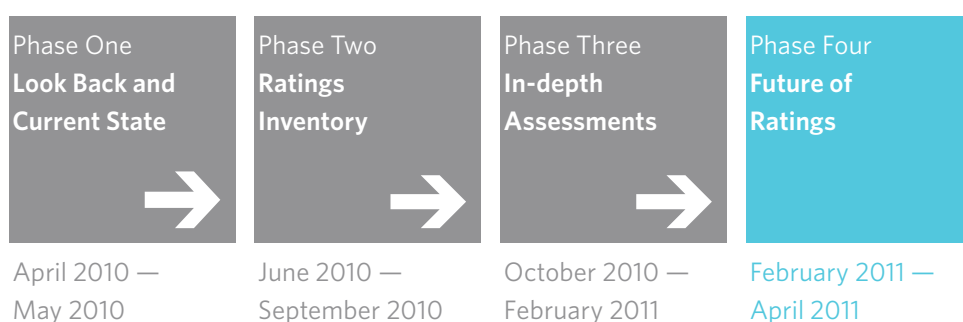 Phase One
Look Back and
Current State
April 2010 —
May 2010
Phase Two
Ratings
Inventory
June 2010 —
September 2010
Phase Three
In-depth
Assessments
October 2010 —
February 2011
Phase Four
Future of
Ratings
February 2011 —
April 2011